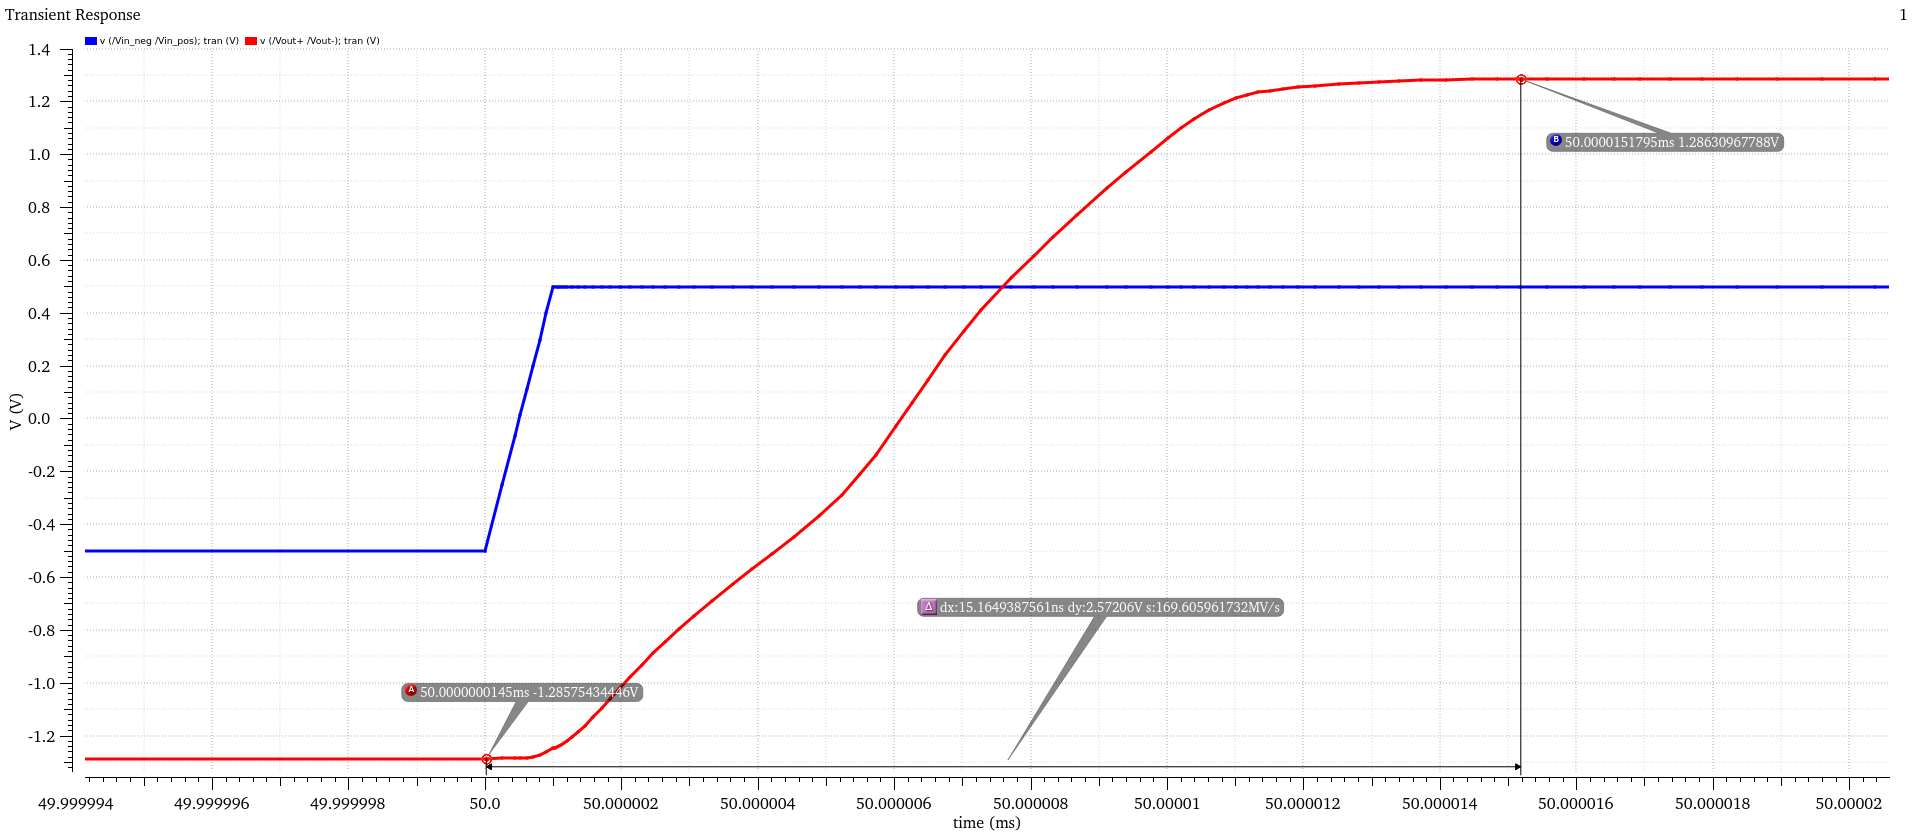 Transient Response
1
v (/Vin_neg /Vin_pos); tran (V) v (/Vout+ /Vout-); tran (V)
1.4
1.2
1.0
0.8
0.6
0.4
0.2
0.0
-0.2
-0.4
-0.6
-0.8
-1.0
-1.2
V (V)
B 50.0000151795ms 1.28630967788V
Δ dx:15.1649387561ns dy:2.57206V s:169.605961732MV/s
A 50.0000000145ms -1.28575434446V
49.999994 49.999996 49.999998 50.0 50.000002 50.000004 50.000006 50.000008 50.00001 50.000012 50.000014 50.000016 50.000018 50.00002
time (ms)